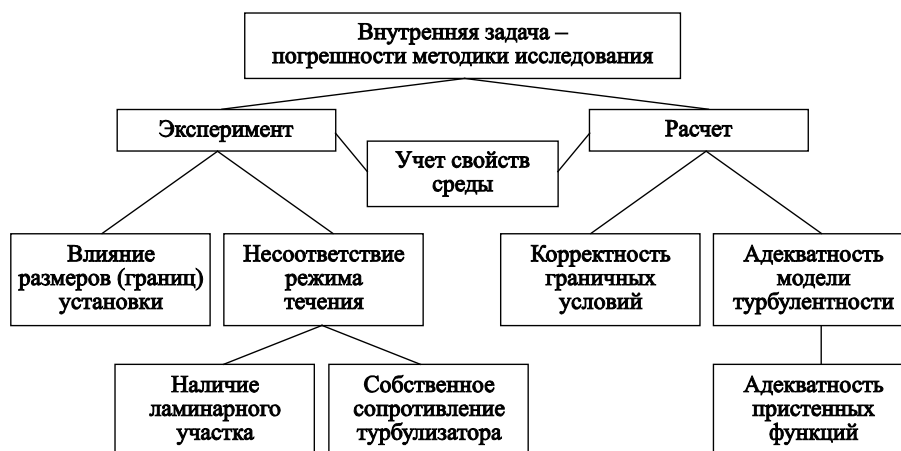 Внутренняя задача –
погрешности методики исследования
Эксперимент
Расчет
Учет свойств
среды
Влияние
размеров (границ)
установки
Несоответствие
режима
течения
Корректность
граничных
условий
Адекватность
модели
турбулентности
Наличие
ламинарного
участка
Собственное
сопротивление
турбулизатора
Адекватность
пристенных
функций